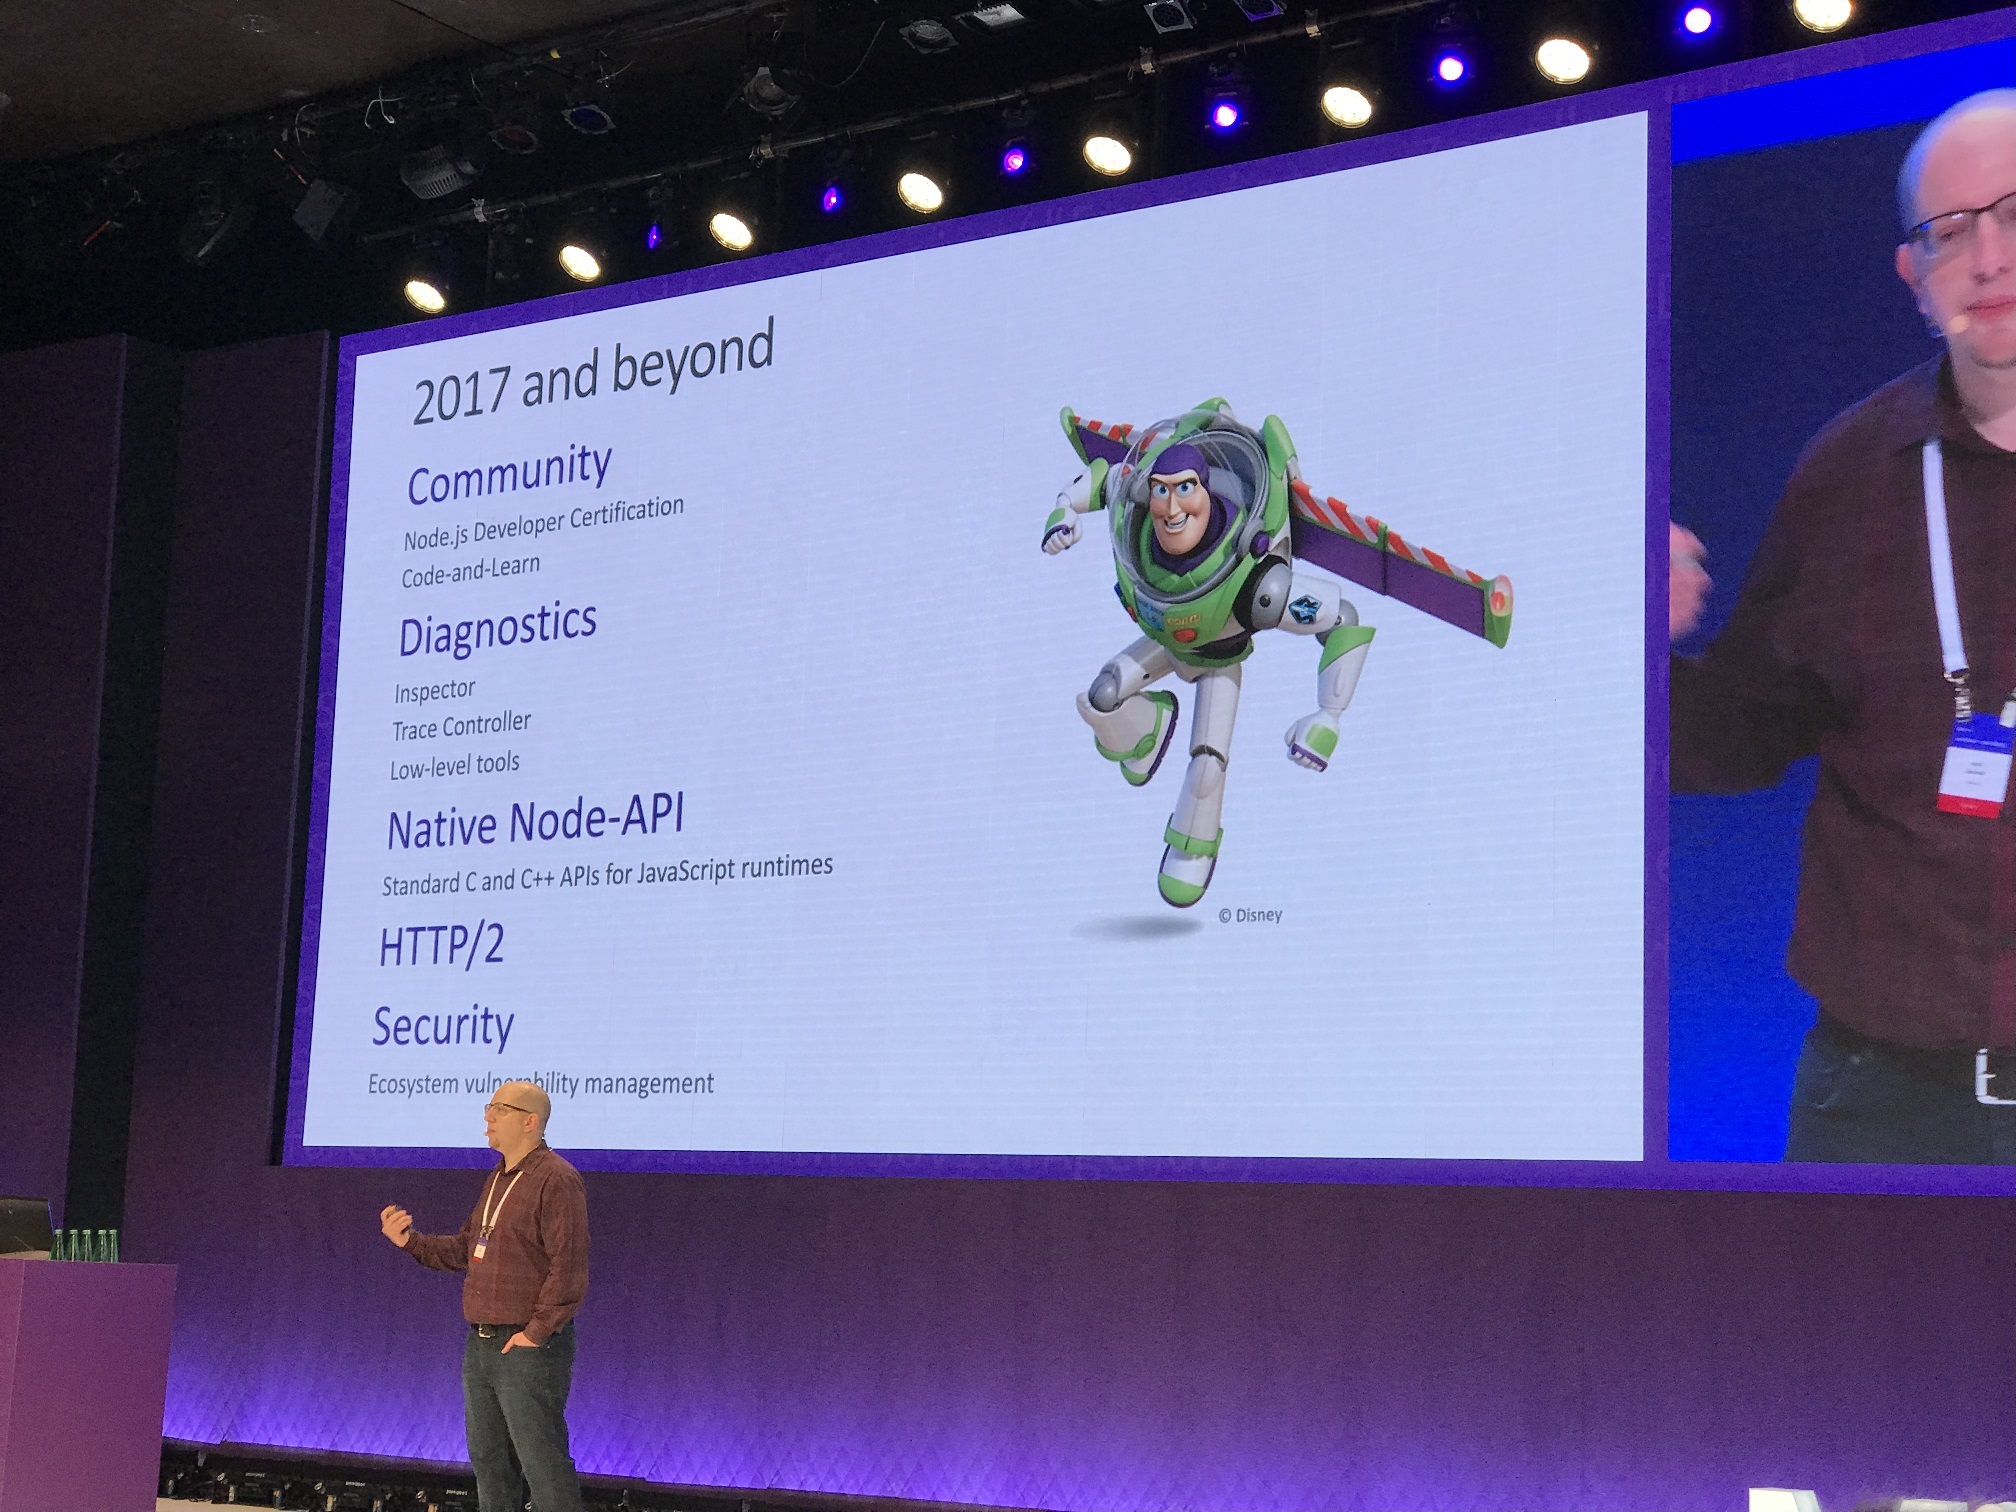 2017 and beyond
Community
Node.js Developer Certification
Code-and-Learn
Diagnostics
Inspector
Trace Controller
Low-level tools
Native Node-API
Standard C and C++ APIs for JavaScript runtimes
HTTP/2
Security
Ecosystem vulnerability management
© Disney